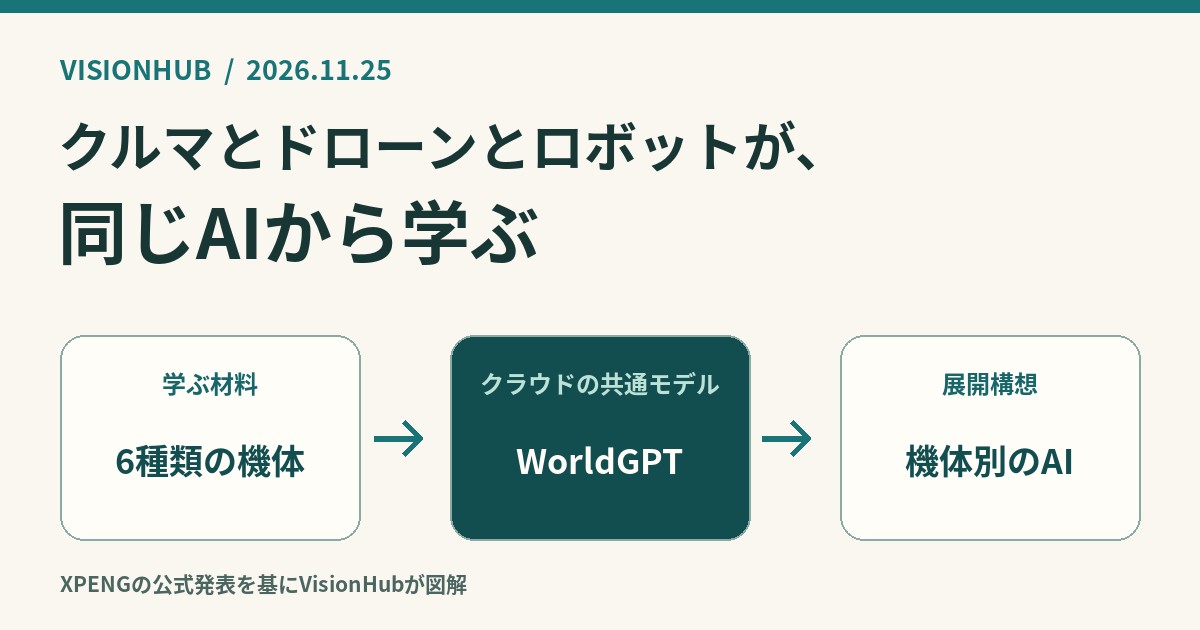 VISIONHUB / 2026.11.25
クルマとドローンとロボットが、
同じAIから学ぶ
学ぶ材料
6種類の機体
クラウドの共通モデル
WorldGPT
展開構想
機体別のAI
XPENGの公式発表を基にVisionHubが図解